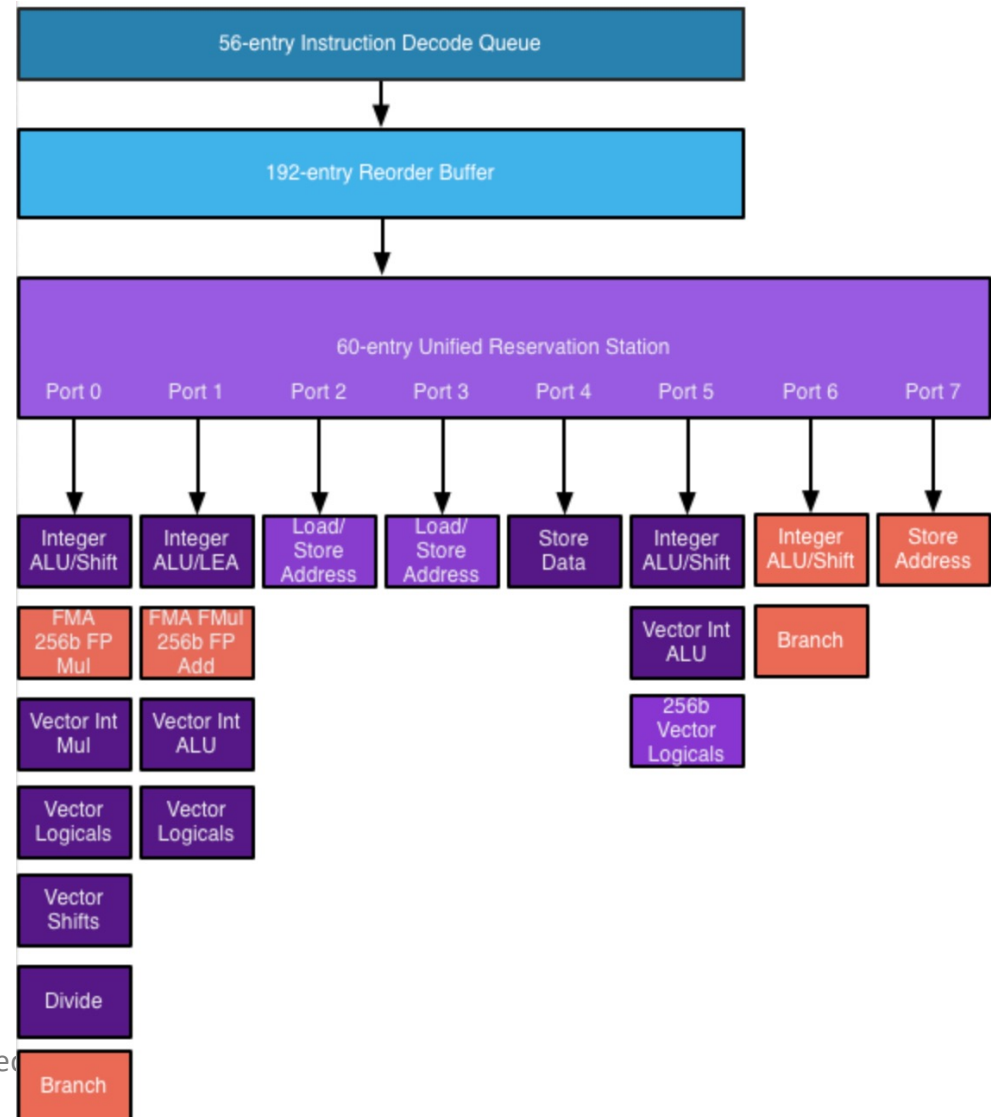 56-entry Instruction Decode Queue
192-entry Reorder Buffer
60-entry Unified Reservation Station
Port 0 Port 1 Port 2 Port 3 Port 4 Port 5 Port 6 Port 7
Integer
ALU/Shift
Integer
ALU/LEA
Load/
Store
Address
Load/
Store
Address
Store
Data
Integer
ALU/Shift
Integer
ALU/Shift
Store
Address
FMA
256b FP
Mul
FMA FMul
256b FP
Add
Vector Int
ALU
Branch
Vector Int
Mul
Vector Int
ALU
256b
Vector
Logicals
Vector
Logicals
Vector
Logicals
Vector
Shifts
Divide
Branch